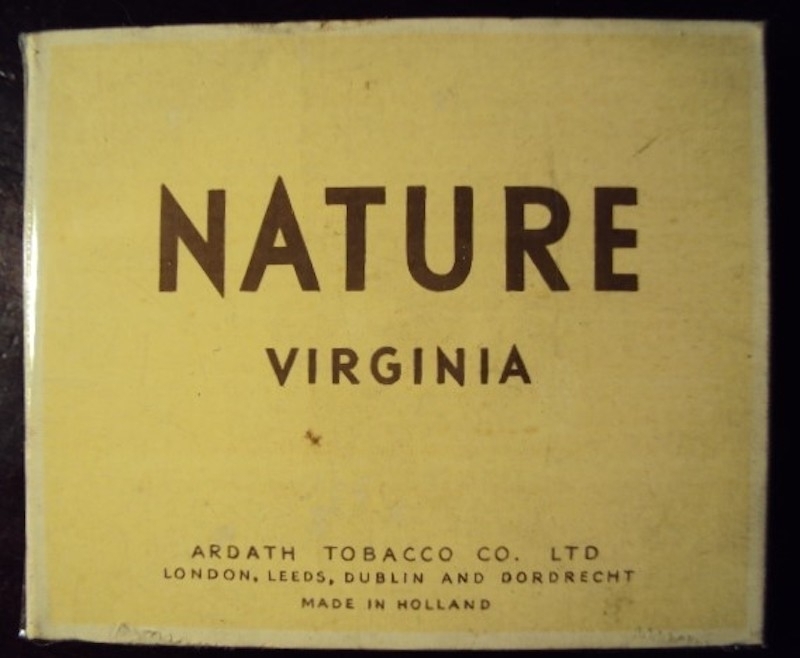 NATURE
VIRGINIA
ARDATH TOBACCO CO. LTD
LONDON, LEEDS, DUBLIN AND DORDRECHT
MADE IN HOLLAND